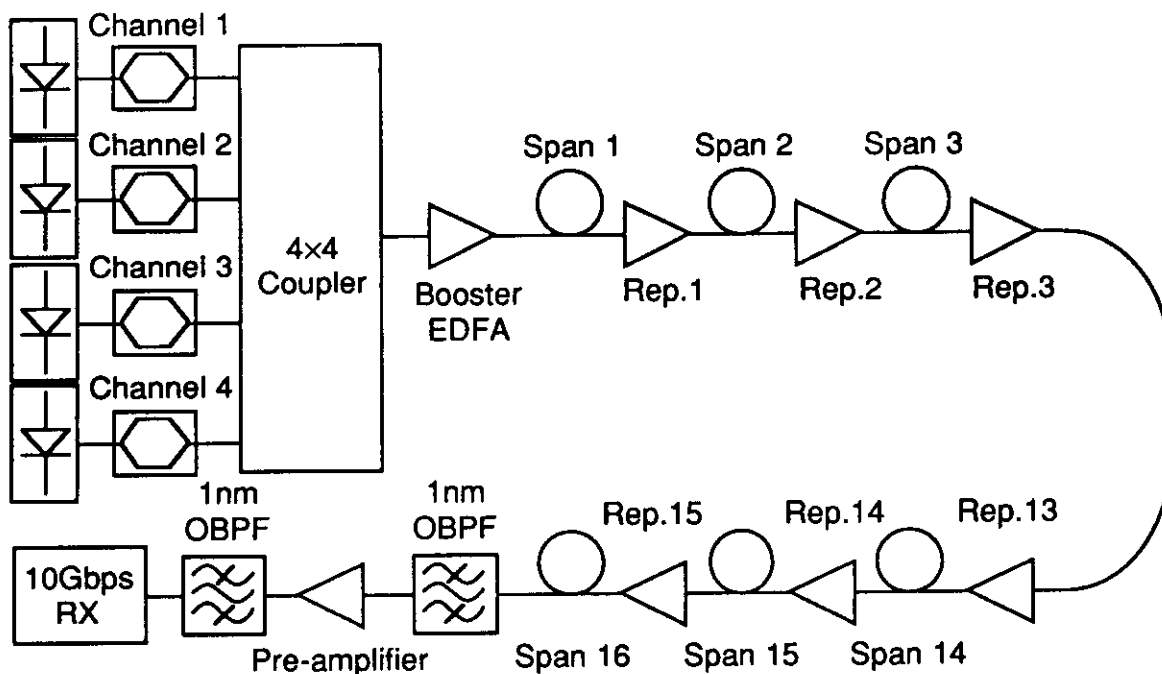 Channel 1
Channel 2
Channel 3
Channel 4
4×4
Coupler
Booster
EDFA
Span 1
Rep.1
Span 2
Rep.2
Span 3
Rep.3
Rep.13
Span 14
Rep.14
Span 15
Rep.15
Span 16
1nm
OBPF
Pre-amplifier
1nm
OBPF
10Gbps
RX